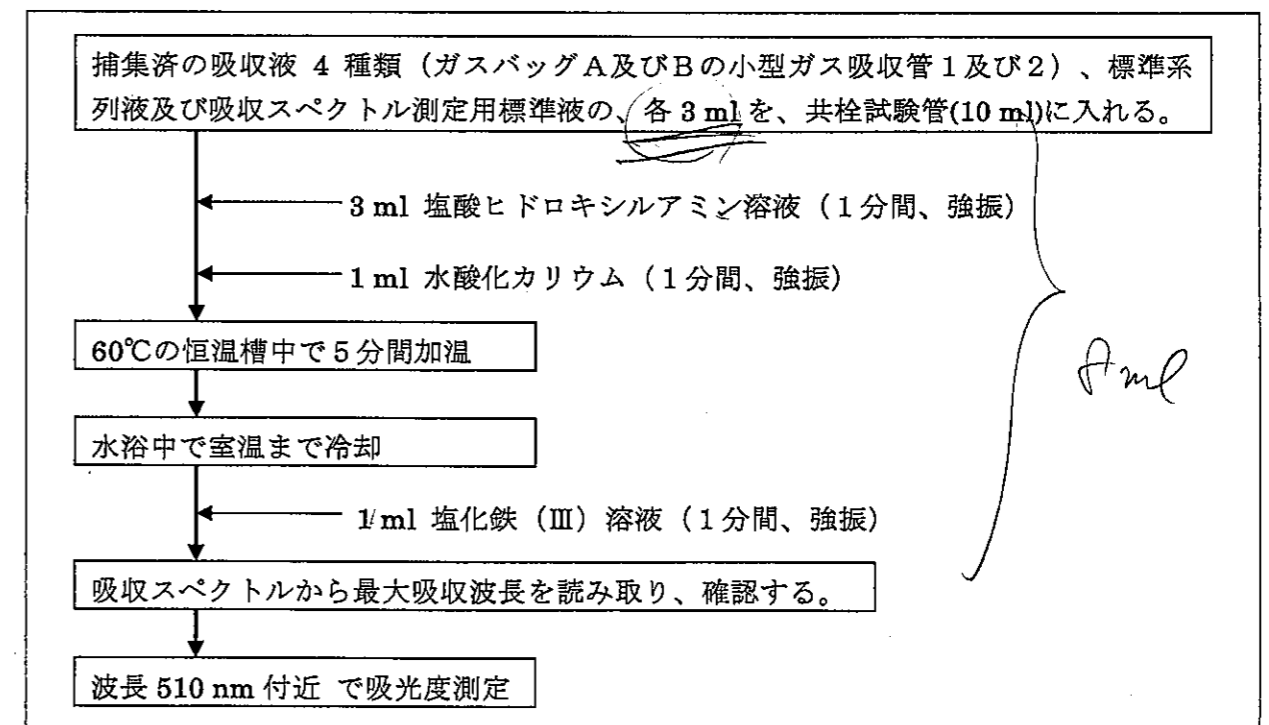 捕集済の吸収液 4 種類（ガスバッグA及びBの小型ガス吸収管1及び2）、標準系
列液及び吸収スペクトル測定用標準液の、各 3 ml を、共栓試験管(10 ml)に入れる。
3 ml 塩酸ヒドロキシルアミン溶液（1分間、強振）
1 ml 水酸化カリウム（1分間、強振）
60℃の恒温槽中で5分間加温
8 ml
水浴中で室温まで冷却
1 ml 塩化鉄（Ⅲ）溶液（1分間、強振）
吸収スペクトルから最大吸収波長を読み取り、確認する。
波長 510 nm 付近 で吸光度測定